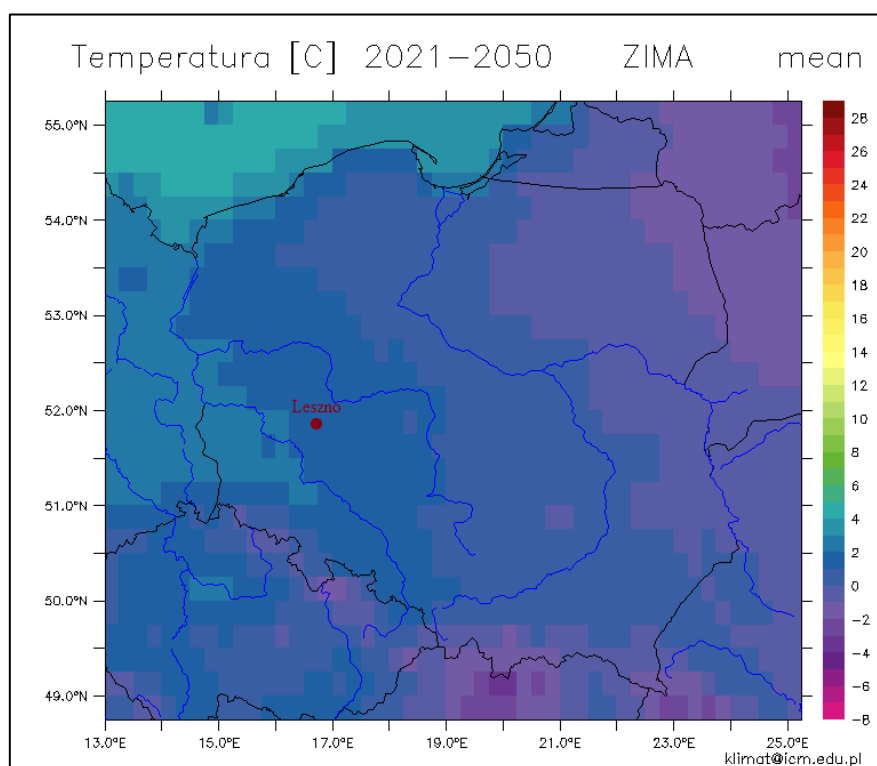 Temperatura [C] 2021-2050 ZIMA mean
55.0°N
54.0°N
53.0°N
52.0°N
51.0°N
50.0°N
49.0°N
Leszno
28
26
24
22
20
18
16
14
12
10
8
6
4
2
0
-2
-4
-6
-8
13.0°E 15.0°E 17.0°E 19.0°E 21.0°E 23.0°E 25.0°E
klimat@icm.edu.pl